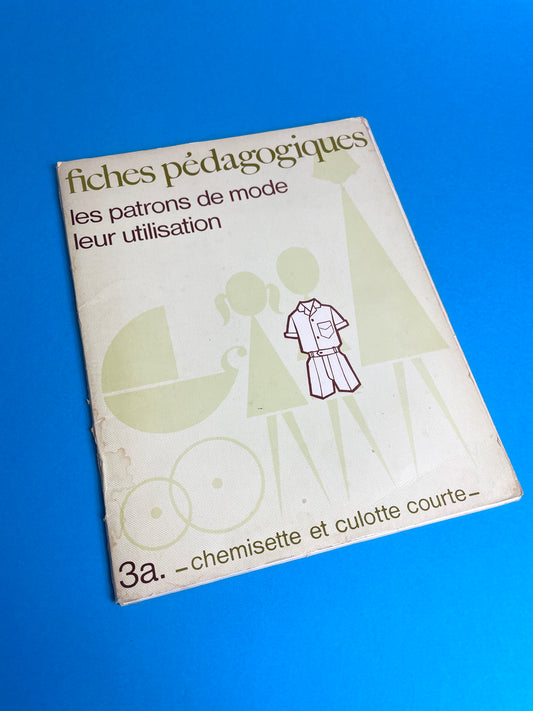 fiches pédagogiques
les patrons de mode
leur utilisation
3a. –chemisette et culotte courte–